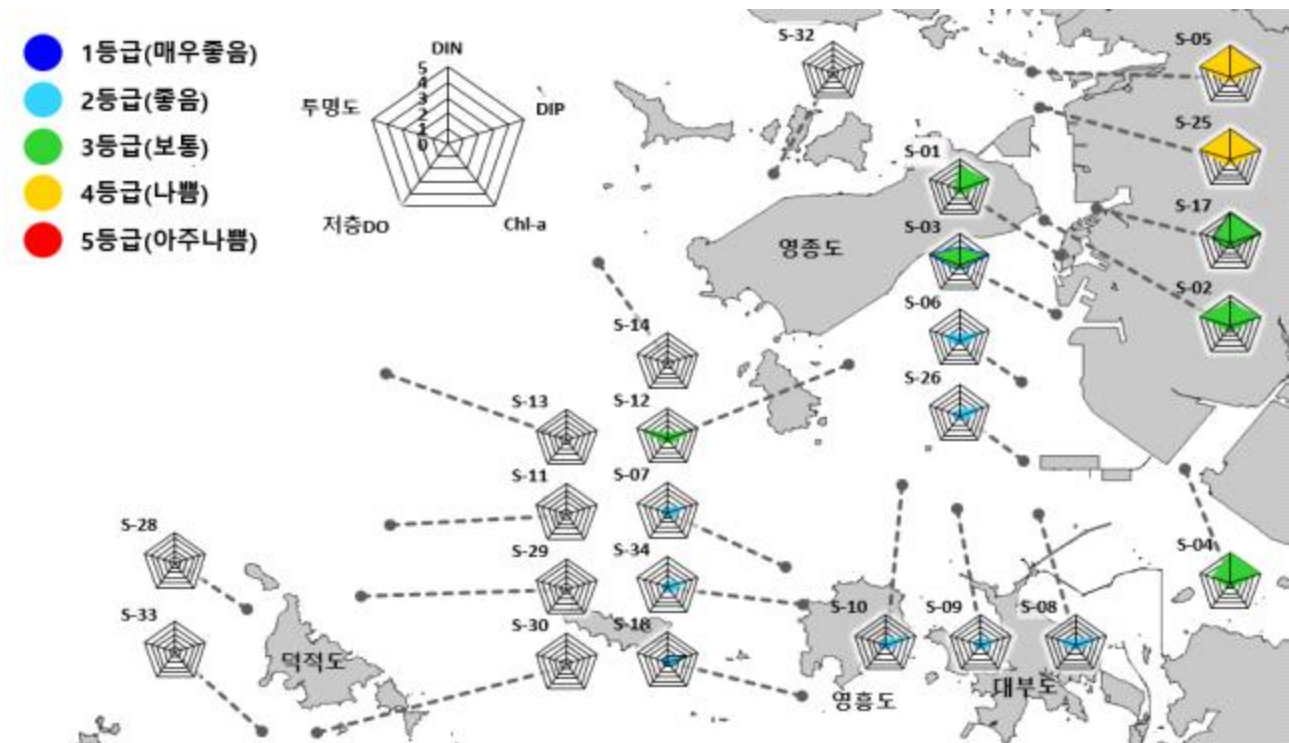 1등급(매우좋음)
2등급(좋음)
3등급(보통)
4등급(나쁨)
5등급(아주나쁨)
DIN
5
4
3
2
1
0
투명도
DIP
저층DO
Chl-a
S-32
S-05
S-25
S-01
S-17
S-03
영종도
S-02
S-06
S-14
S-26
S-13
S-12
S-11
S-07
S-28
S-29
S-34
S-04
S-33
S-30
S-18
S-10
S-09
S-08
덕적도
영흥도
대부도